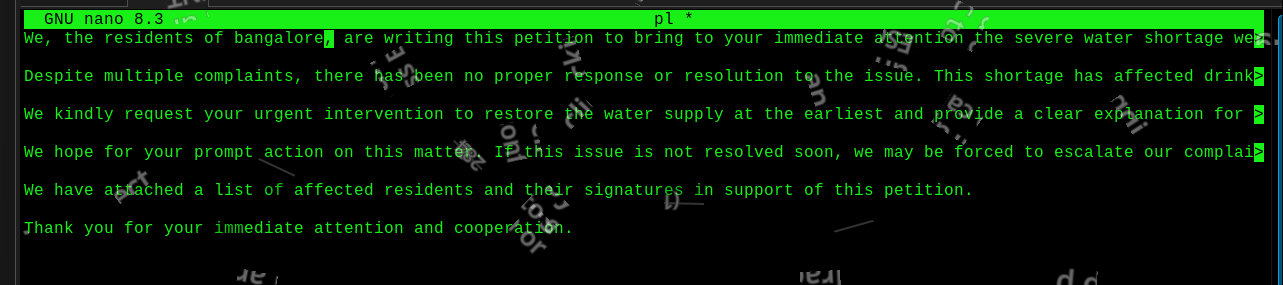 GNU nano 8.3 pl *
We, the residents of bangalore, are writing this petition to bring to your immediate attention the severe water shortage we>
Despite multiple complaints, there has been no proper response or resolution to the issue. This shortage has affected drink>
We kindly request your urgent intervention to restore the water supply at the earliest and provide a clear explanation for >
We hope for your prompt action on this matter. If this issue is not resolved soon, we may be forced to escalate our complai>
We have attached a list of affected residents and their signatures in support of this petition.
Thank you for your immediate attention and cooperation.